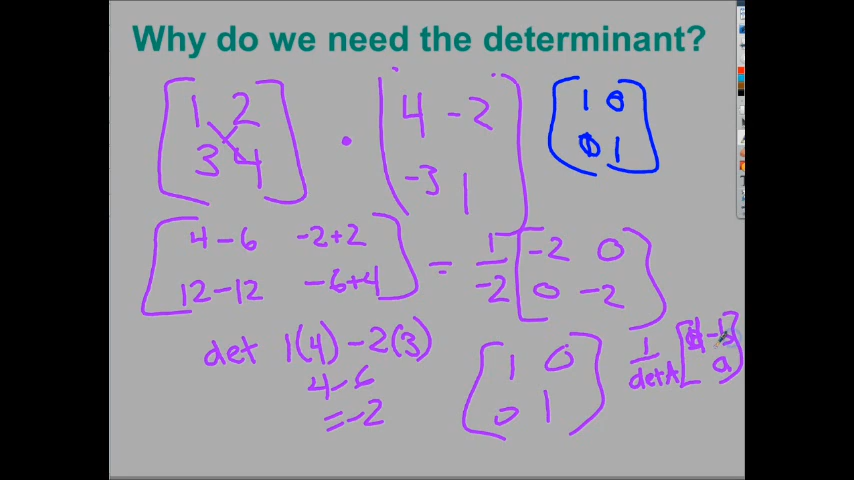 Why do we need the determinant?
[1 2] · [4 -2] [1 0]
[3 4] [-3 1] [0 1]
[4-6 -2+2] = 1/-2 [-2 0]
[12-12 -6+4] [0 -2]
det 1(4) -2(3) [1 0] 1/detA [d -b]
4-6 [0 1] [a]
=-2